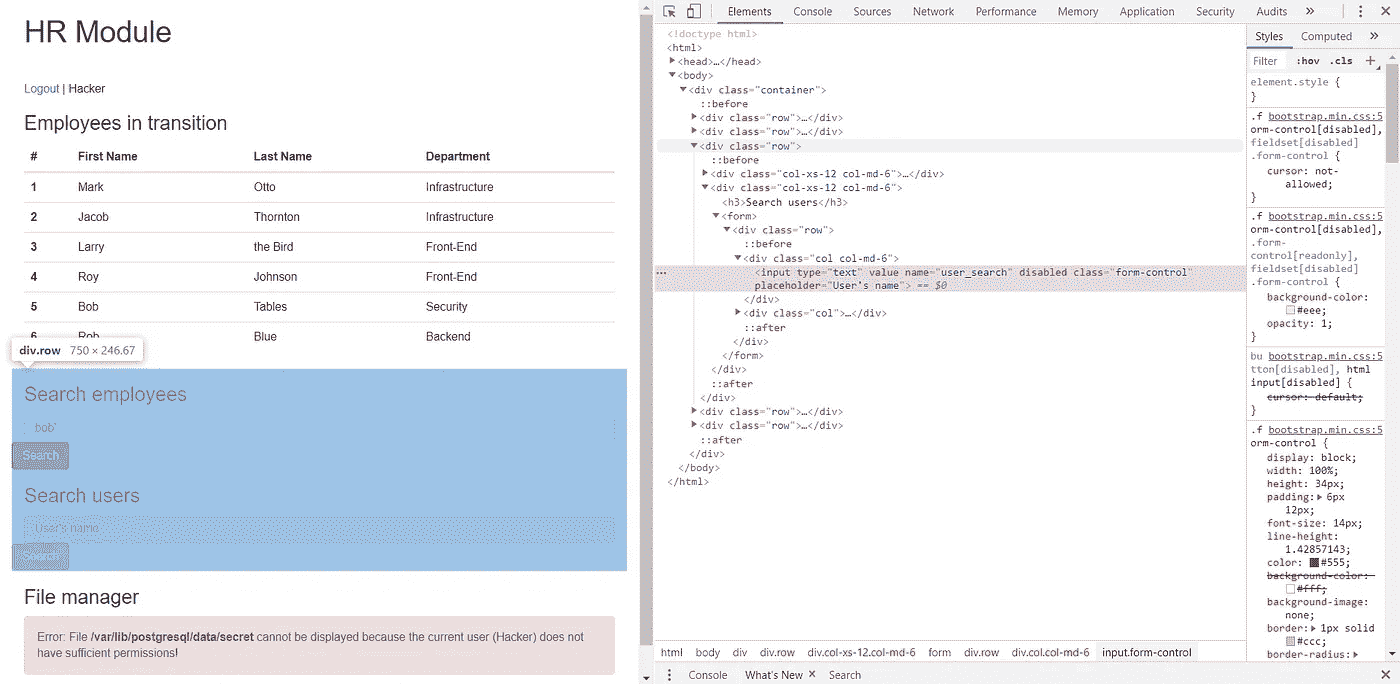 HR Module
Logout | Hacker
Employees in transition
# First Name Last Name Department
1 Mark Otto Infrastructure
2 Jacob Thornton Infrastructure
3 Larry the Bird Front-End
4 Roy Johnson Front-End
5 Bob Tables Security
6 Rob Blue Backend
div.row 750 × 246.67
Search employees
bob'
Search
Search users
User's name
File manager
Error: File /var/lib/postgresql/data/secret cannot be displayed because the current user (Hacker) does not
have sufficient permissions!
Elements Console Sources Network Performance Memory Application Security Audits »
<!doctype html>
<html>
<head>…</head>
<body>
<div class="container">
::before
<div class="row">…</div>
<div class="row">…</div>
<div class="row">
::before
<div class="col-xs-12 col-md-6">…</div>
<div class="col-xs-12 col-md-6">
<h3>Search users</h3>
<form>
<div class="row">
::before
<div class="col col-md-6">
<input type="text" value name="user_search" disabled class="form-control"
placeholder="User's name"> == $0
</div>
<div class="col">…</div>
::after
</div>
</form>
</div>
::after
</div>
<div class="row">…</div>
<div class="row">…</div>
::after
</div>
</body>
</html>
html body div div.row div.col-xs-12.col-md-6 form div.row div.col.col-md-6 input.form-control
Console What's New × Search
Styles Computed »
Filter :hov .cls +
element.style {
}
.f bootstrap.min.css:5
orm-control[disabled],
fieldset[disabled]
.form-control {
cursor: not-
allowed;
}
.f bootstrap.min.css:5
orm-control[disabled],
.form-
control[readonly],
fieldset[disabled]
.form-control {
background-color:
#eee;
opacity: 1;
}
bu bootstrap.min.css:5
tton[disabled], html
input[disabled] {
cursor: default;
}
.f bootstrap.min.css:5
orm-control {
display: block;
width: 100%;
height: 34px;
padding: 6px
12px;
font-size: 14px;
line-height:
1.42857143;
color: #555;
background-color:
#fff;
background-image:
none;
border: 1px solid
#ccc;
border-radius: